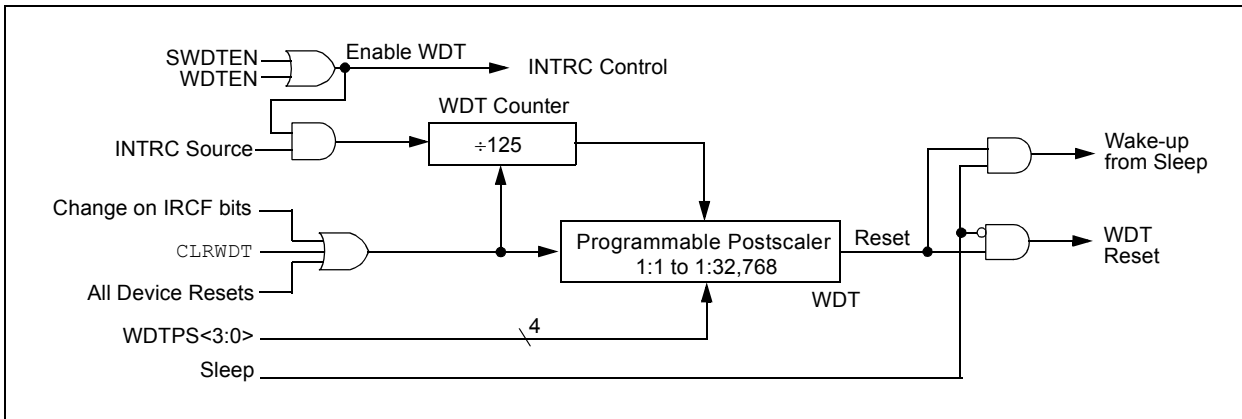 SWDTEN
WDTEN
Enable WDT
INTRC Control
WDT Counter
÷125
INTRC Source
Wake-up
from Sleep
Change on IRCF bits
CLRWDT
All Device Resets
Programmable Postscaler
1:1 to 1:32,768
Reset
WDT
WDT
Reset
WDTPS<3:0>
4
Sleep